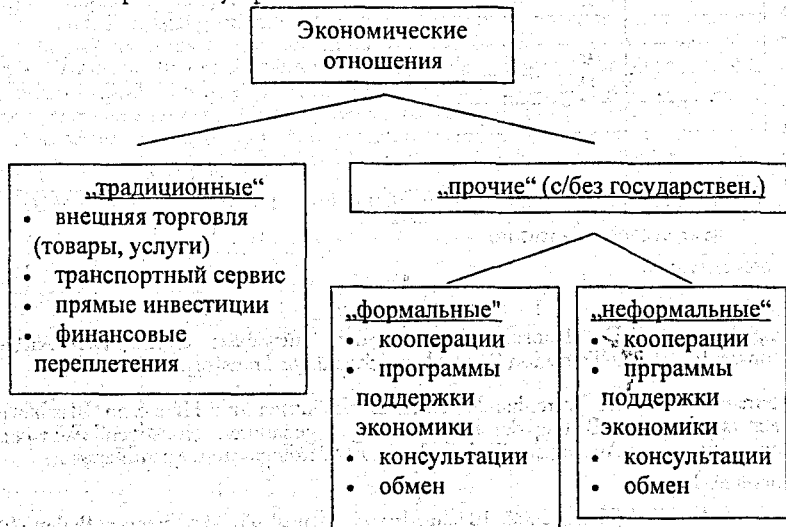 Экономические
отношения
„традиционные“
• внешняя торговля
(товары, услуги)
• транспортный сервис
• прямые инвестиции
• финансовые
переплетения
„прочие“ (с/без государствен.)
„формальные"
• кооперации
• программы
поддержки
экономики
• консультации
• обмен
„неформальные“
• кооперации
• прграммы
поддержки
экономики
• консультации
• обмен